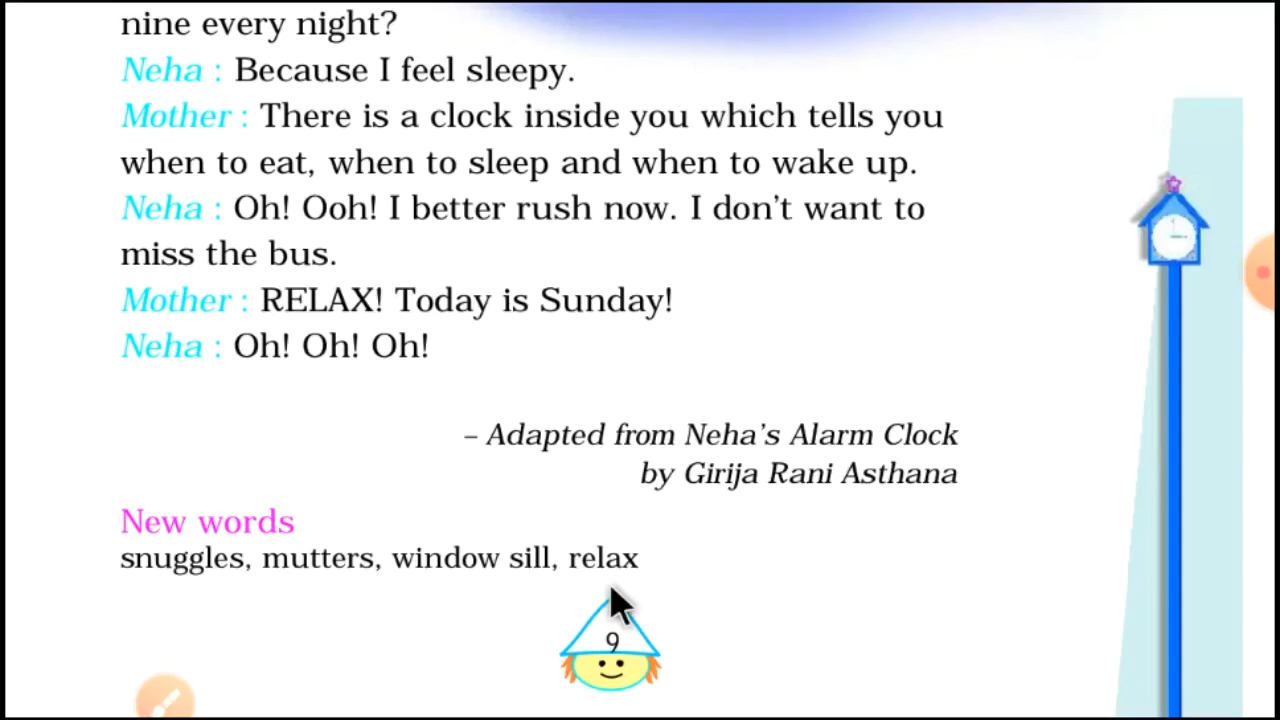 nine every night?
Neha : Because I feel sleepy.
Mother : There is a clock inside you which tells you
when to eat, when to sleep and when to wake up.
Neha : Oh! Ooh! I better rush now. I don’t want to
miss the bus.
Mother : RELAX! Today is Sunday!
Neha : Oh! Oh! Oh!
– Adapted from Neha’s Alarm Clock
by Girija Rani Asthana
New words
snuggles, mutters, window sill, relax
9